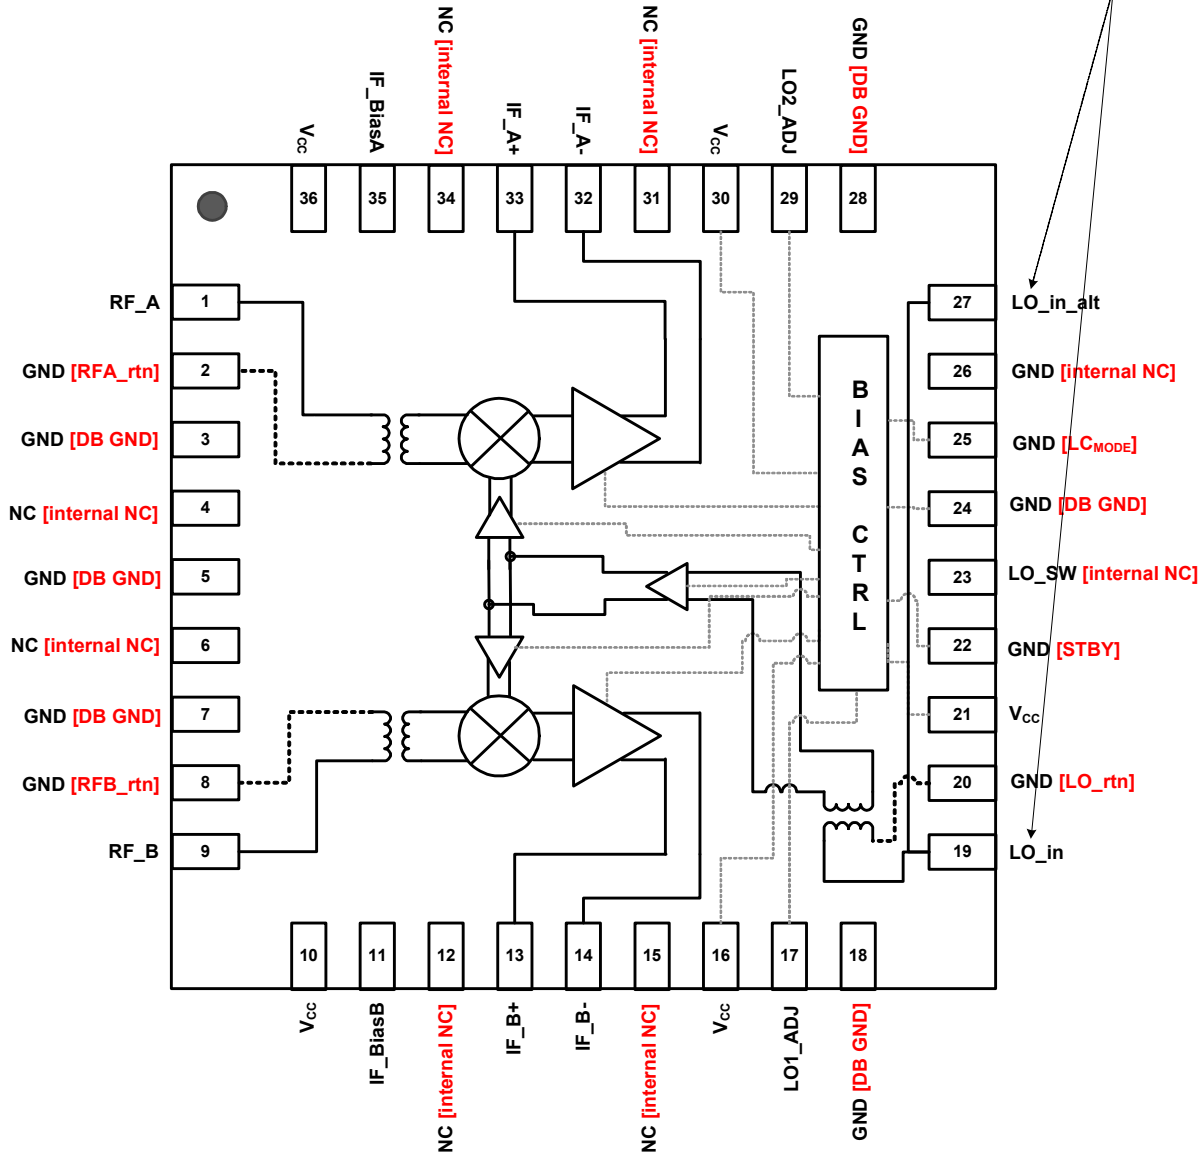 NC [internal NC]
NC [internal NC]
GND [DB GND]
VCC
IF_BiasA
IF_A+
IF_A-
VCC
LO2_ADJ
36
35
34
33
32
31
30
29
28
RF_A
1
27
LO_in_alt
GND [RFA_rtn]
2
26
GND [internal NC]
GND [DB GND]
3
25
GND [LCMODE]
NC [internal NC]
4
24
GND [DB GND]
GND [DB GND]
5
23
LO_SW [internal NC]
NC [internal NC]
6
22
GND [STBY]
GND [DB GND]
7
21
VCC
GND [RFB_rtn]
8
20
GND [LO_rtn]
RF_B
9
19
LO_in
BIAS CTRL
10
11
12
13
14
15
16
17
18
VCC
IF_BiasB
NC [internal NC]
IF_B+
IF_B-
NC [internal NC]
VCC
LO1_ADJ
GND [DB GND]